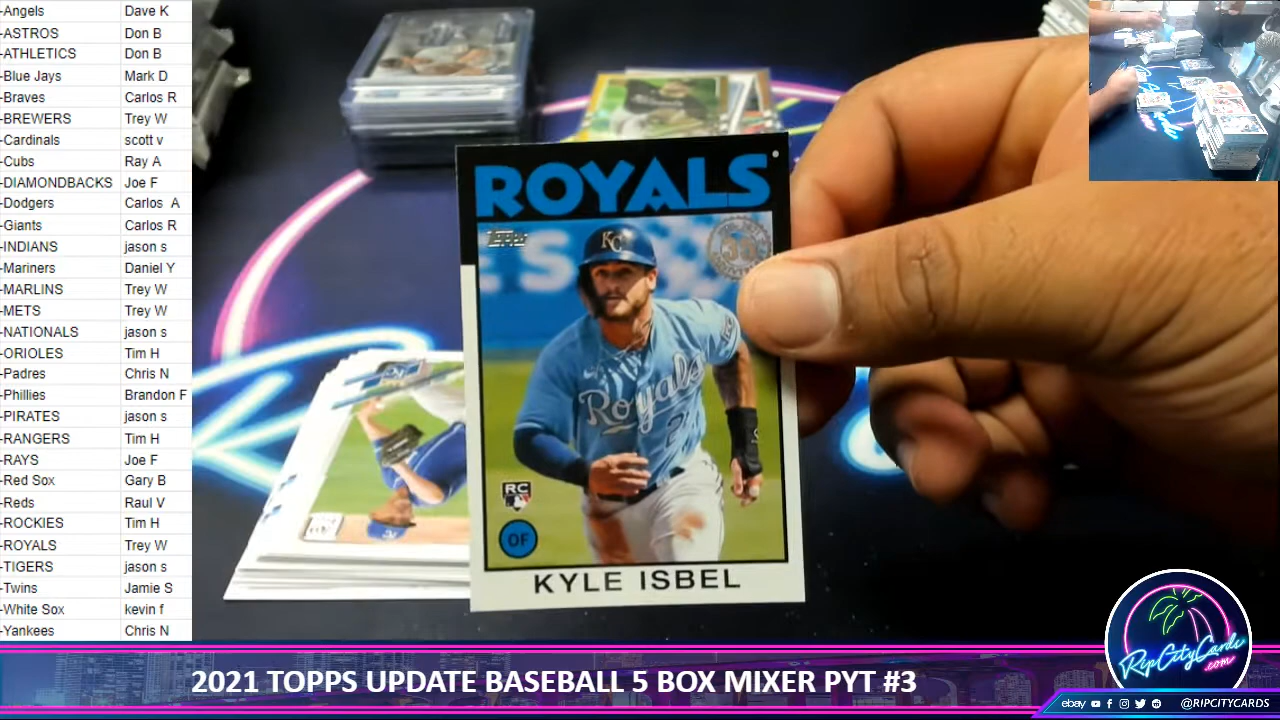 -Angels Dave K
-ASTROS Don B
-ATHLETICS Don B
-Blue Jays Mark D
-Braves Carlos R
-BREWERS Trey W
-Cardinals scott v
-Cubs Ray A
-DIAMONDBACKS Joe F
-Dodgers Carlos A
-Giants Carlos R
-INDIANS jason s
-Mariners Daniel Y
-MARLINS Trey W
-METS Trey W
-NATIONALS jason s
-ORIOLES Tim H
-Padres Chris N
-Phillies Brandon F
-PIRATES jason s
-RANGERS Tim H
-RAYS Joe F
-Red Sox Gary B
-Reds Raul V
-ROCKIES Tim H
-ROYALS Trey W
-TIGERS jason s
-Twins Jamie S
-White Sox kevin f
-Yankees Chris N
ROYALS
Topps
35
KC
Royals
RC
OF
KYLE ISBEL
RipCityCards
.com
2021 TOPPS UPDATE BASEBALL 5 BOX MIXER PYT #3
ebay @RIPCITYCARDS